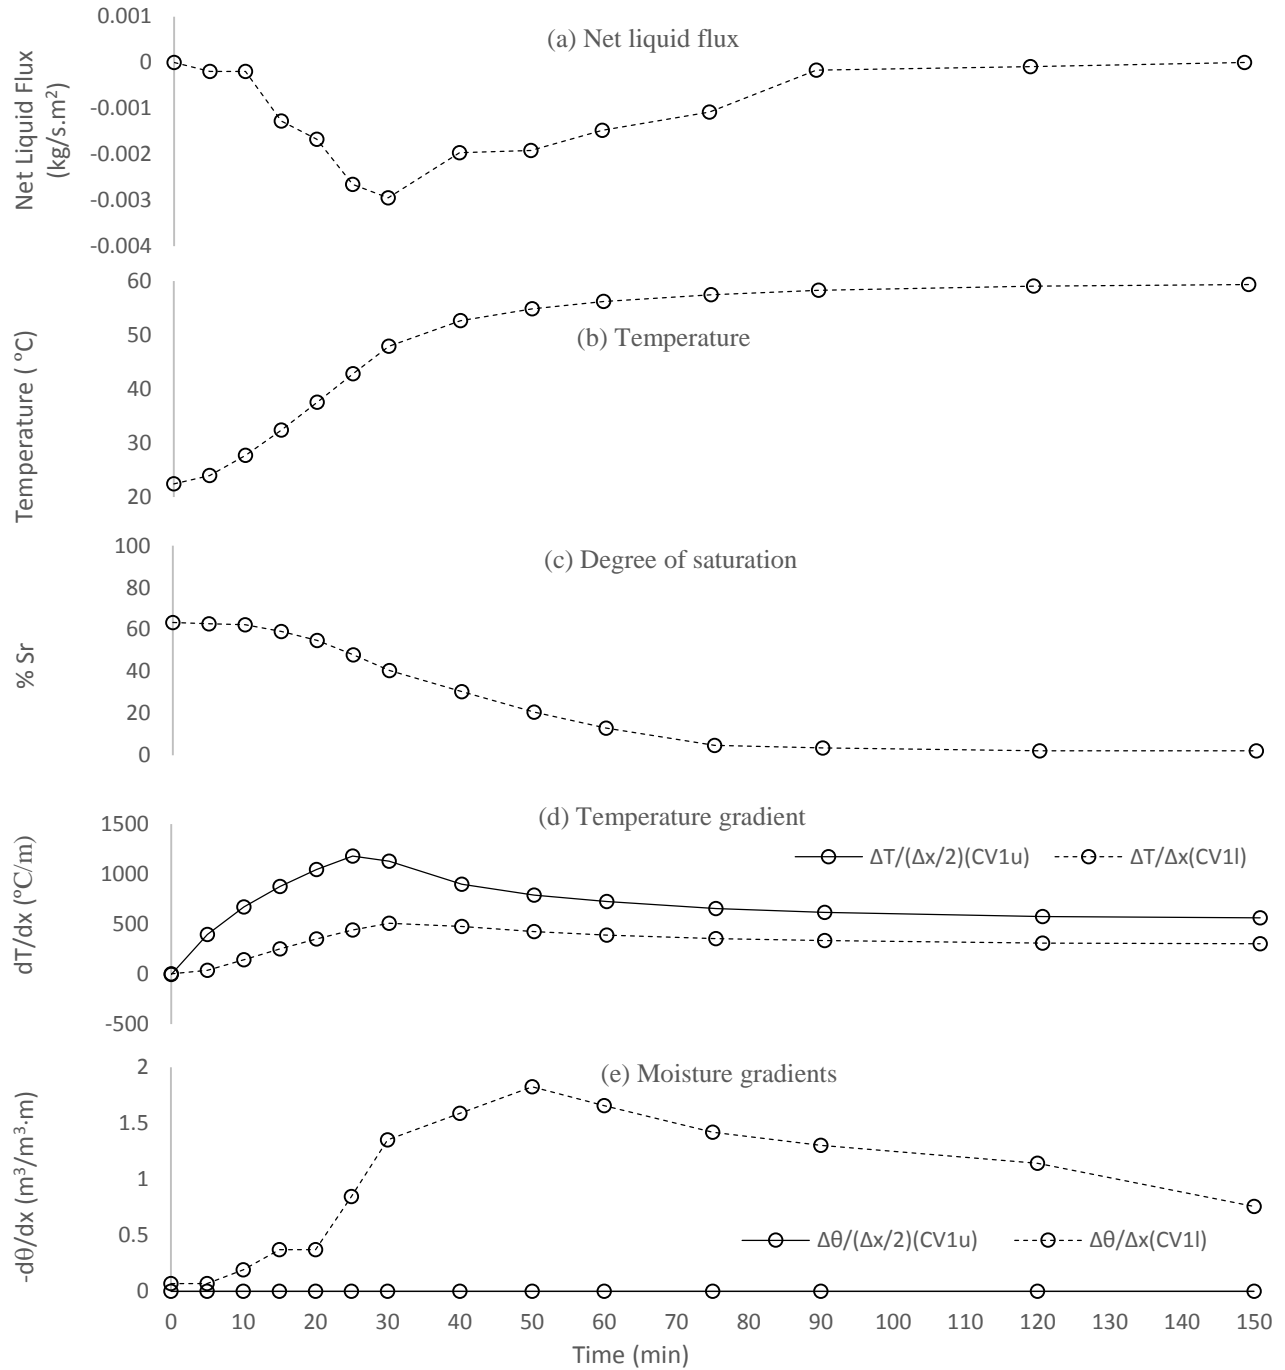 (a) Net liquid flux
Net Liquid Flux
(kg/s.m²)
0.001
0
-0.001
-0.002
-0.003
-0.004
(b) Temperature
Temperature ( °C)
60
50
40
30
20
(c) Degree of saturation
% Sr
100
80
60
40
20
0
(d) Temperature gradient
dT/dx (°C/m)
1500
1000
500
0
-500
ΔT/(Δx/2)(CV1u) ΔT/Δx(CV1l)
(e) Moisture gradients
-dθ/dx (m³/m³·m)
2
1.5
1
0.5
0
Δθ/(Δx/2)(CV1u) Δθ/Δx(CV1l)
0 10 20 30 40 50 60 70 80 90 100 110 120 130 140 150
Time (min)